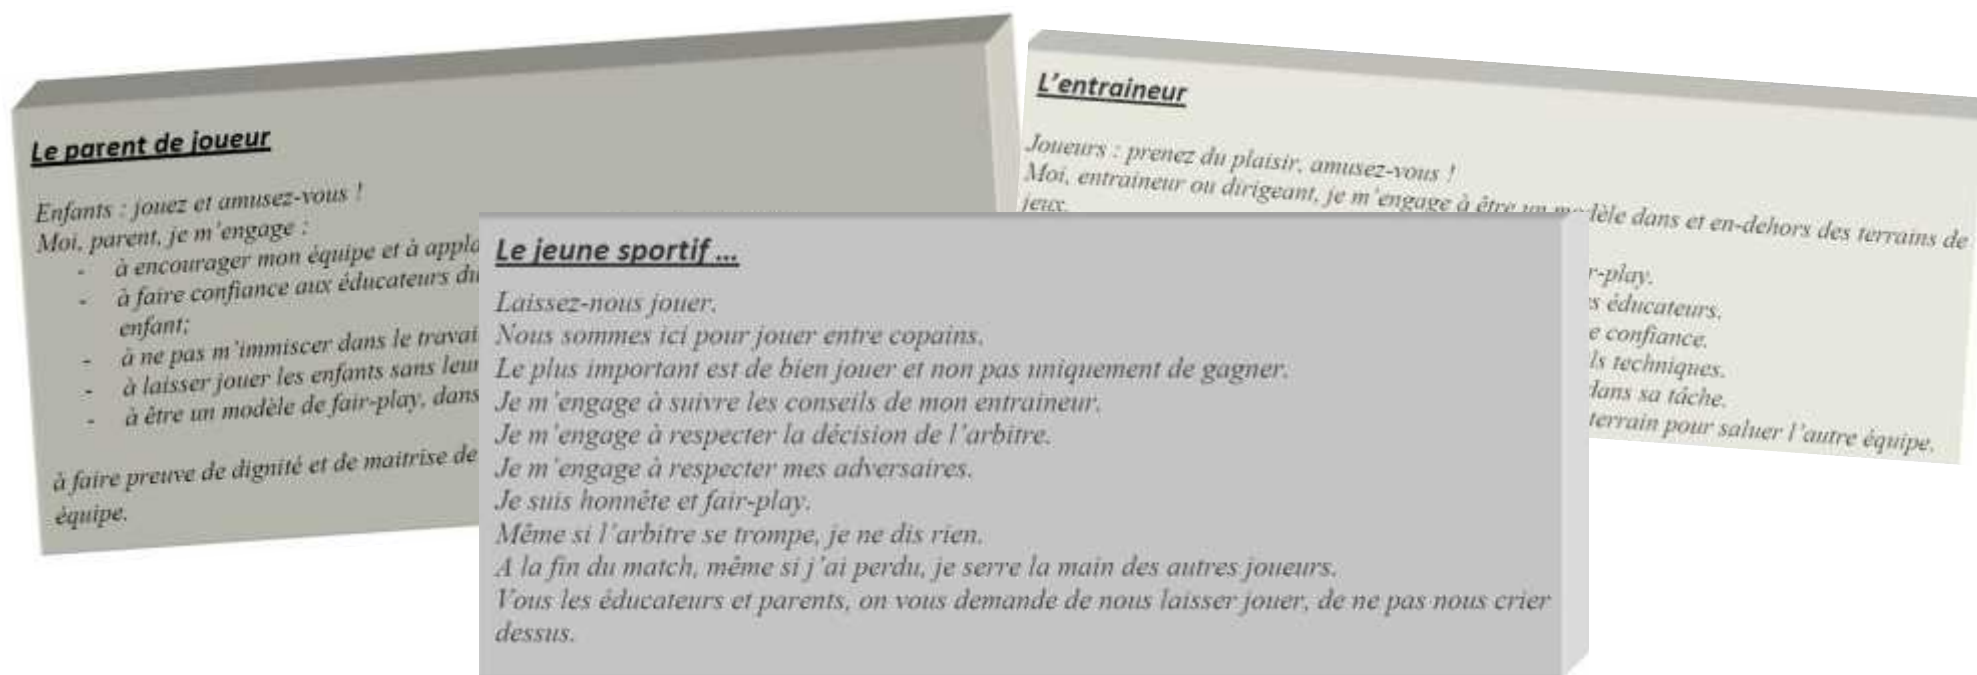 Le parent de joueur
Enfants : jouez et amusez-vous !
Moi, parent, je m'engage :
- à encourager mon équipe et à
- à faire confiance aux éducateurs du
enfant;
- à ne pas m'immiscer dans le
- à laisser jouer les enfants sans
- à être un modèle de fair-play, dans
à faire preuve de dignité et de maitrise de
équipe.
L'entraineur
Joueurs : prenez du plaisir, amusez-vous !
Moi, entraineur ou dirigeant, je m'engage à être un modèle dans et en-dehors des terrains de
jeux.
éducateurs.
confiance.
techniques.
dans sa tâche.
terrain pour saluer l'autre équipe.
Le jeune sportif ...
Laissez-nous jouer.
Nous sommes ici pour jouer entre copains.
Le plus important est de bien jouer et non pas uniquement de gagner.
Je m'engage à suivre les conseils de mon entraineur.
Je m'engage à respecter la décision de l'arbitre.
Je m'engage à respecter mes adversaires.
Je suis honnête et fair-play.
Même si l'arbitre se trompe, je ne dis rien.
A la fin du match, même si j'ai perdu, je serre la main des autres joueurs.
Vous les éducateurs et parents, on vous demande de nous laisser jouer, de ne pas nous crier
dessus.